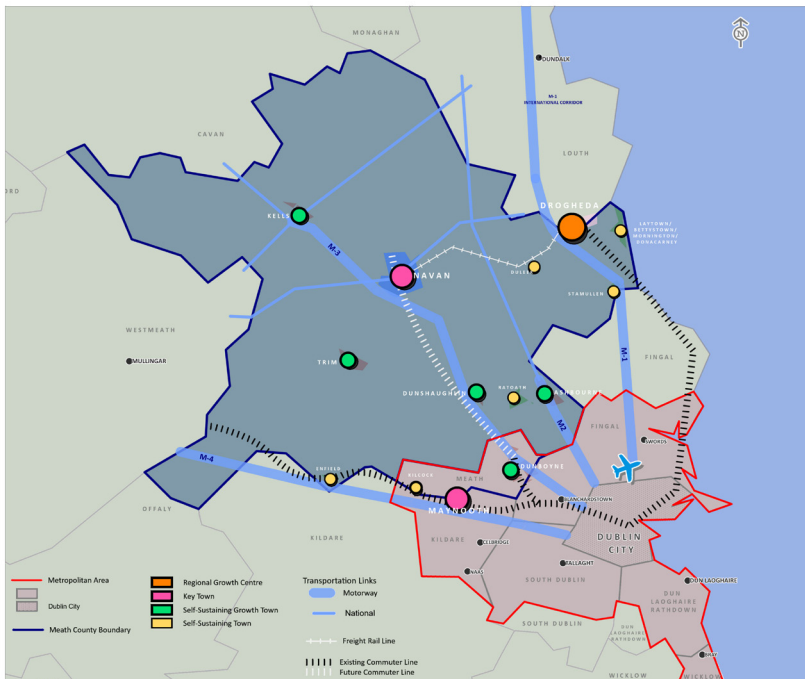 MONAGHAN
N
DUNDALK
M-1
INTERNATIONAL CORRIDOR
CAVAN
LOUTH
DROGHEDA
KELLS
LAYTOWN/
BETTYSTOWN/
MORNINGTON/
DONACARNEY
M-3
NAVAN
STAMULLEN
WESTMEATH
MULLINGAR
TRIM
M-1
FINGAL
DUNSHAUGHLIN
RATOATH
ASHBOURNE
M2
FINGAL
SWORDS
M-4
ENFIELD
KILCOCK
MEATH
DUNBOYNE
BLANCHARDSTOWN
MAYNOOTH
OFFALY
KILDARE
KILDARE
CELBRIDGE
DUBLIN
CITY
NAAS
TALLAGHT
SOUTH DUBLIN
DUN LAOGHAIRE
DUN
LAOGHAIRE
RATHDOWN
SOUTH DUBLIN
DUN
LAOGHAIRE
RATHDOWN
BRAY
WICKLOW
WICKLOW
Metropolitan Area
Dublin City
Meath County Boundary
Regional Growth Centre
Key Town
Self-Sustaining Growth Town
Self-Sustaining Town
Transportation Links
Motorway
National
Freight Rail Line
Existing Commuter Line
Future Commuter Line